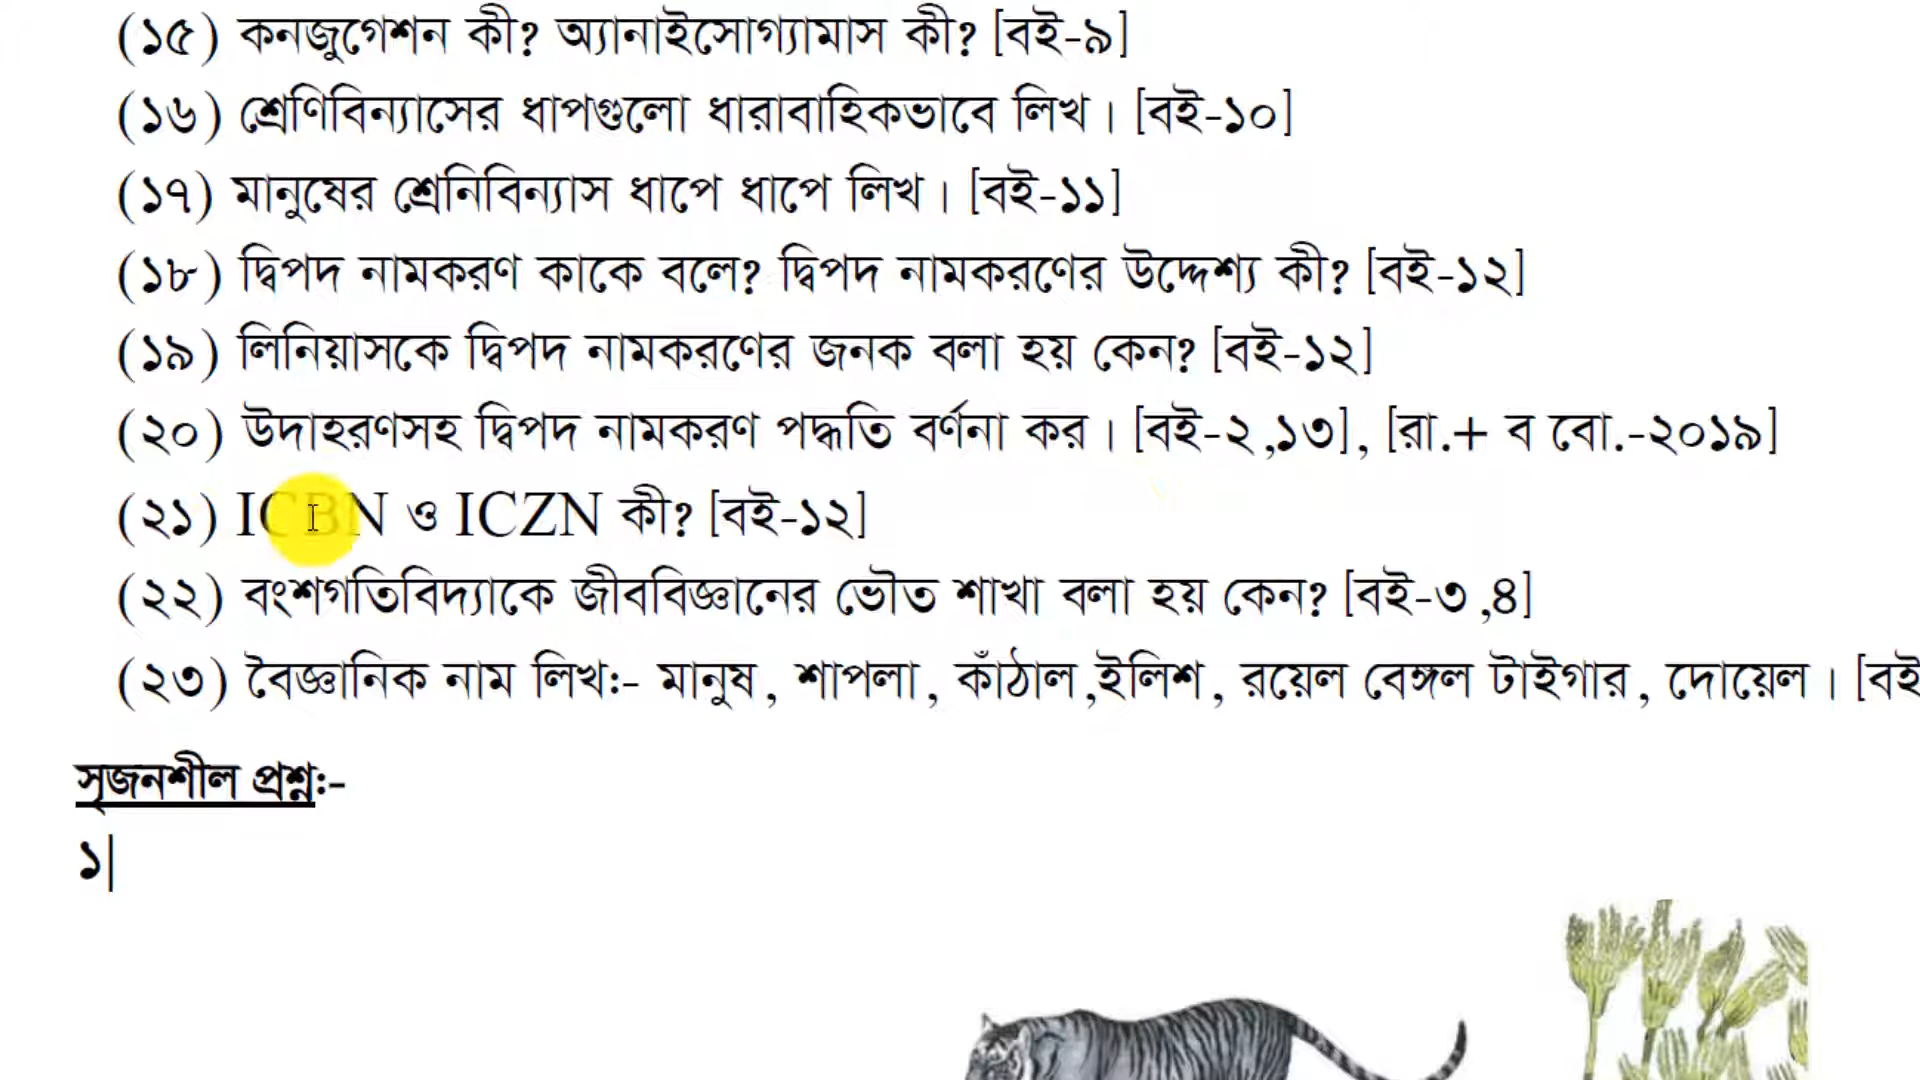 (১৫) কনজুগেশন কী? অ্যানাইসোগ্যামাস কী? [বই-৯]
(১৬) শ্রেণিবিন্যাসের ধাপগুলো ধারাবাহিকভাবে লিখ। [বই-১০]
(১৭) মানুষের শ্রেনিবিন্যাস ধাপে ধাপে লিখ। [বই-১১]
(১৮) দ্বিপদ নামকরণ কাকে বলে? দ্বিপদ নামকরণের উদ্দেশ্য কী? [বই-১২]
(১৯) লিনিয়াসকে দ্বিপদ নামকরণের জনক বলা হয় কেন? [বই-১২]
(২০) উদাহরণসহ দ্বিপদ নামকরণ পদ্ধতি বর্ণনা কর। [বই-২,১৩], [রা.+ ব বো.-২০১৯]
(২১) ICBN ও ICZN কী? [বই-১২]
(২২) বংশগতিবিদ্যাকে জীববিজ্ঞানের ভৌত শাখা বলা হয় কেন? [বই-৩,৪]
(২৩) বৈজ্ঞানিক নাম লিখঃ- মানুষ, শাপলা, কাঁঠাল,ইলিশ, রয়েল বেঙ্গল টাইগার, দোয়েল। [বই
সৃজনশীল প্রশ্নঃ-
১|